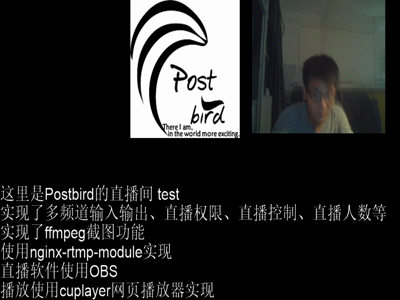 Post
bird
There I am,
in the world more exciting.
这里是Postbird的直播间 test
实现了多频道输入输出、直播权限、直播控制、直播人数等
实现了ffmpeg截图功能
使用nginx-rtmp-module实现
直播软件使用OBS
播放使用cuplayer网页播放器实现